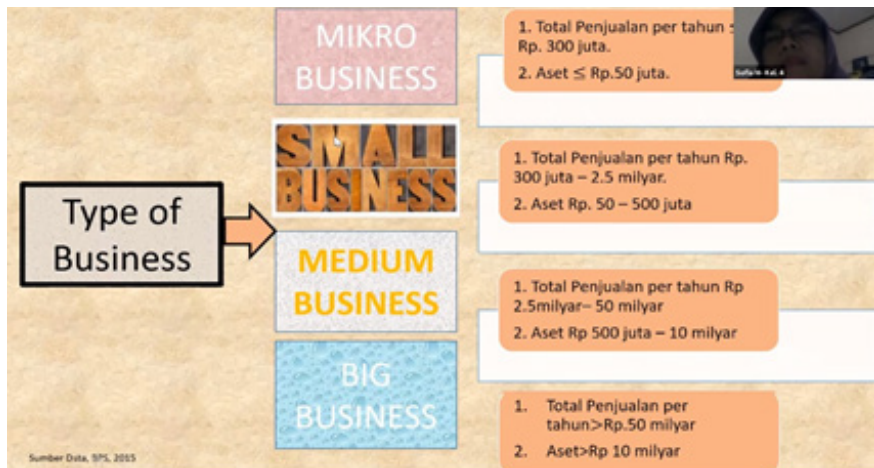 MIKRO
BUSINESS
1. Total Penjualan per tahun
Rp. 300 juta.
2. Aset ≤ Rp.50 juta.
SMALL
BUSINESS
1. Total Penjualan per tahun Rp.
300 juta – 2.5 milyar.
2. Aset Rp. 50 – 500 juta
Type of
Business
MEDIUM
BUSINESS
1. Total Penjualan per tahun Rp
2.5milyar– 50 milyar
2. Aset Rp 500 juta – 10 milyar
BIG
BUSINESS
1. Total Penjualan per
tahun>Rp.50 milyar
2. Aset>Rp 10 milyar
Sumber Data, BPS, 2015